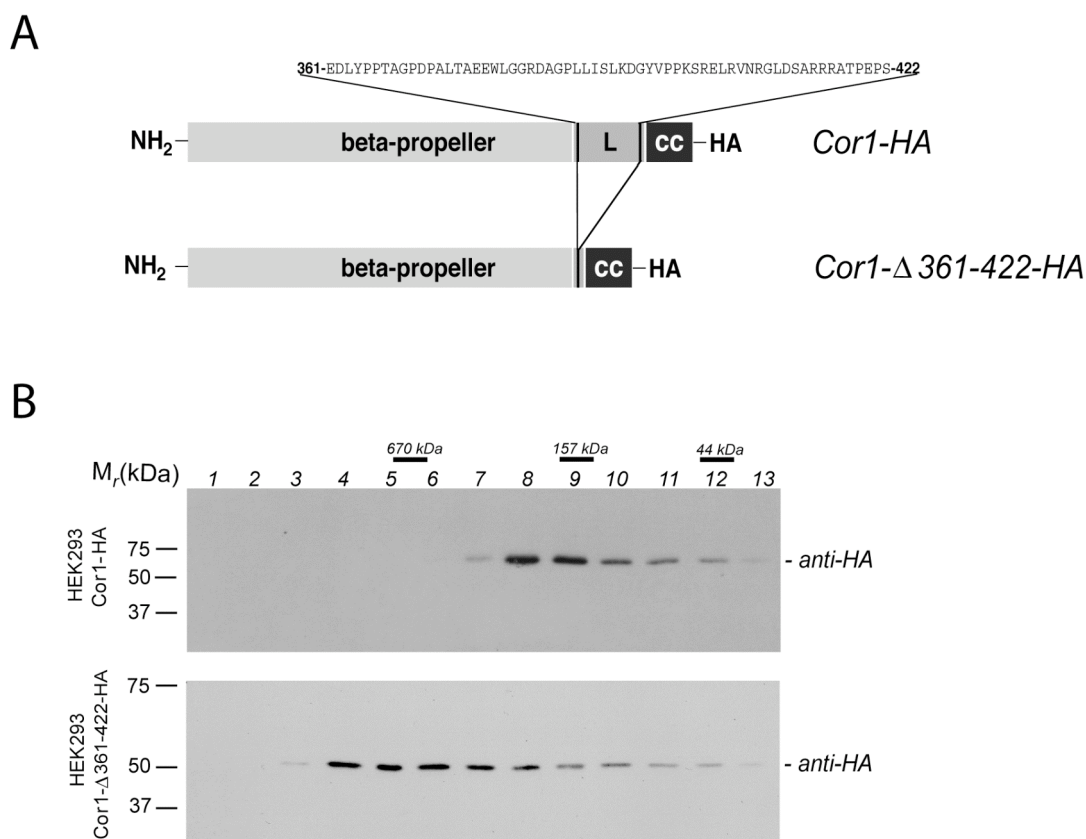 A
361-EDLYPPTAGPDPALTAEEWLGGRDAGPLLISLKDGYVPPKSRELRVNRGLDSARRRATPEPS-422
NH2 beta-propeller L CC HA Cor1-HA
NH2 beta-propeller CC HA Cor1-Δ361-422-HA
B
670 kDa 157 kDa 44 kDa
Mr(kDa) 1 2 3 4 5 6 7 8 9 10 11 12 13
HEK293
Cor1-HA
75
50
37
- anti-HA
HEK293
Cor1-Δ361-422-HA
75
50
37
- anti-HA